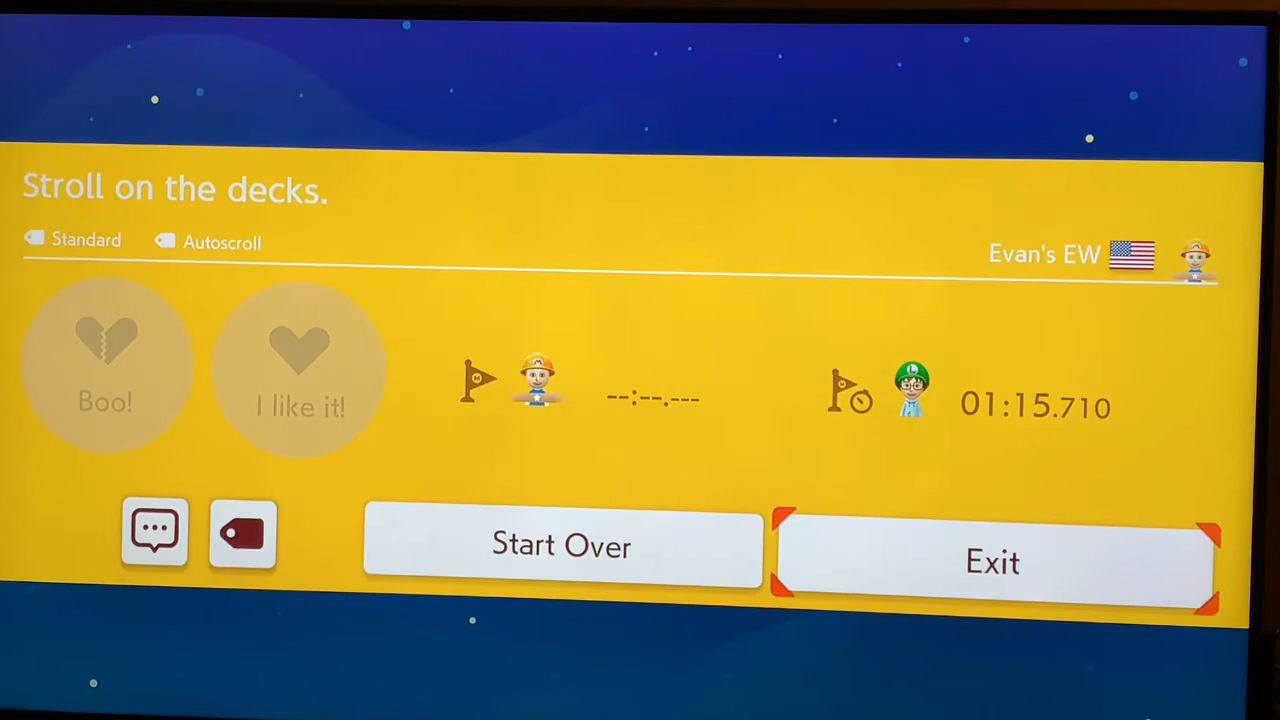 Stroll on the decks.
Standard
Autoscroll
Evan's EW
Boo!
I like it!
M
M
--:--.---
M
L
01:15.710
Start Over
Exit